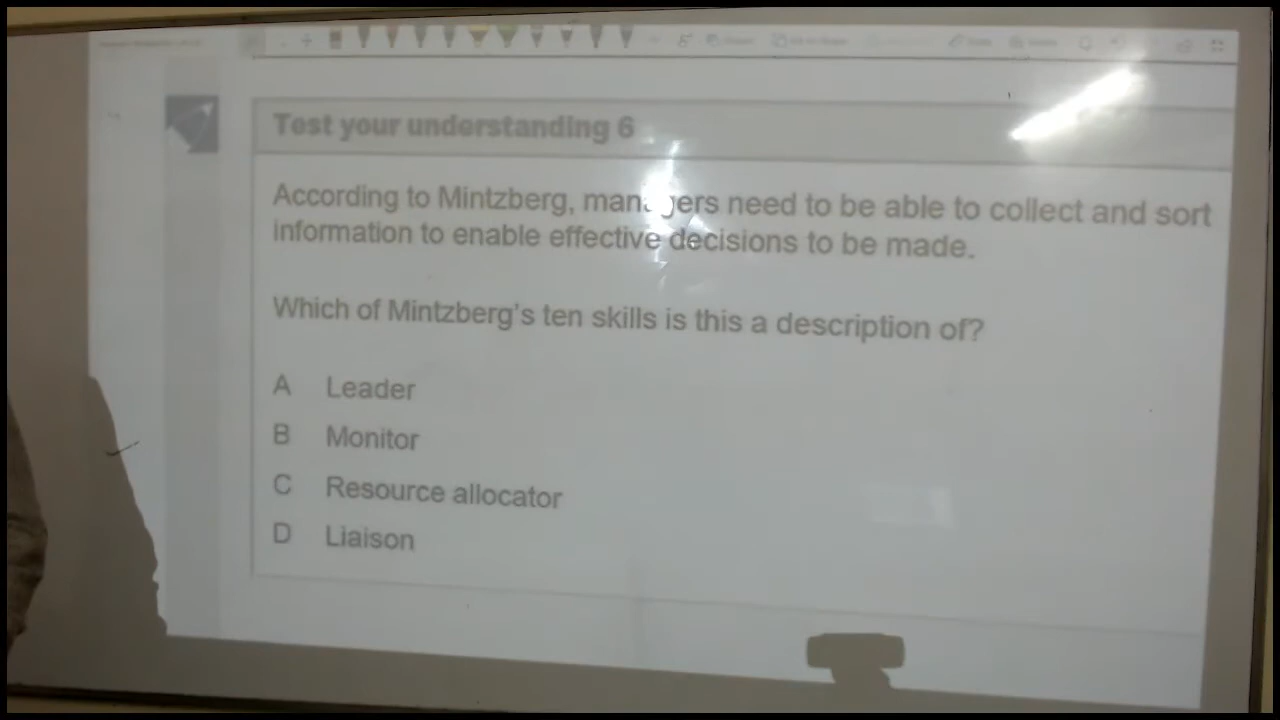 Test your understanding 6
According to Mintzberg, managers need to be able to collect and sort
information to enable effective decisions to be made.
Which of Mintzberg's ten skills is this a description of?
A Leader
B Monitor
C Resource allocator
D Liaison